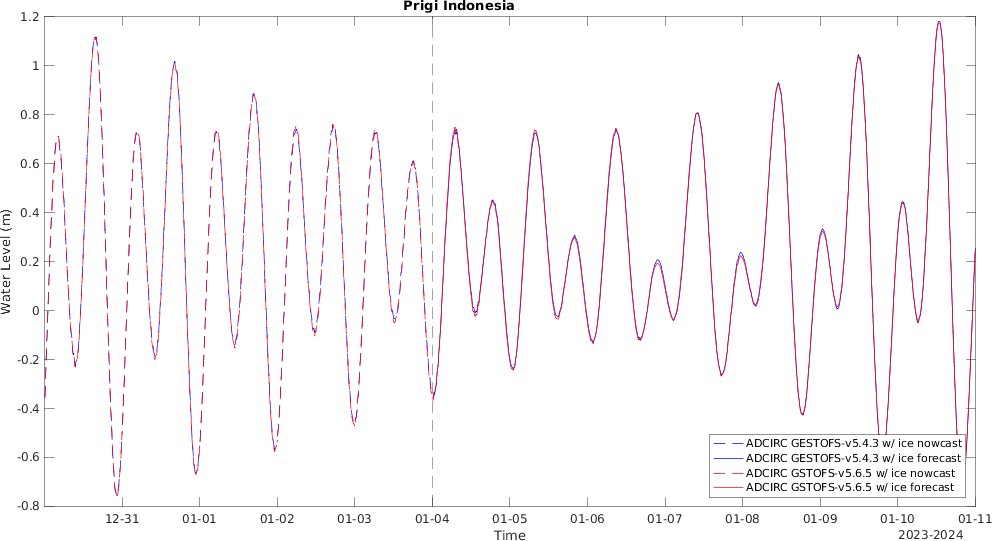 Prigi Indonesia
1.2
1
0.8
0.6
0.4
0.2
0
-0.2
-0.4
-0.6
-0.8
Water Level (m)
12-31 01-01 01-02 01-03 01-04 01-05 01-06 01-07 01-08 01-09 01-10 01-11
Time
2023-2024
ADCIRC GESTOFS-v5.4.3 w/ ice nowcast
ADCIRC GESTOFS-v5.4.3 w/ ice forecast
ADCIRC GSTOFS-v5.6.5 w/ ice nowcast
ADCIRC GSTOFS-v5.6.5 w/ ice forecast